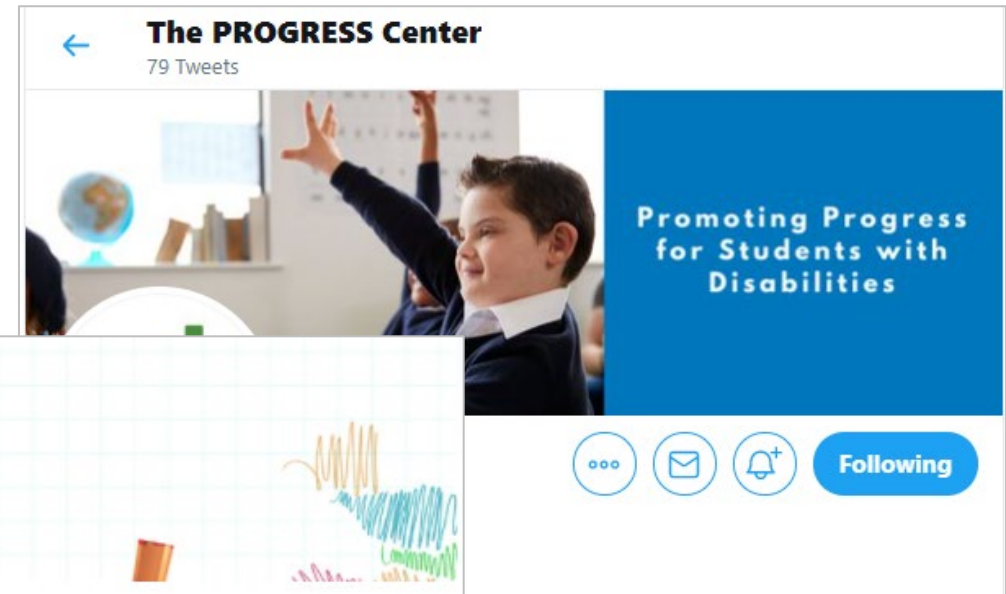 The PROGRESS Center
79 Tweets
Promoting Progress
for Students with
Disabilities
Following